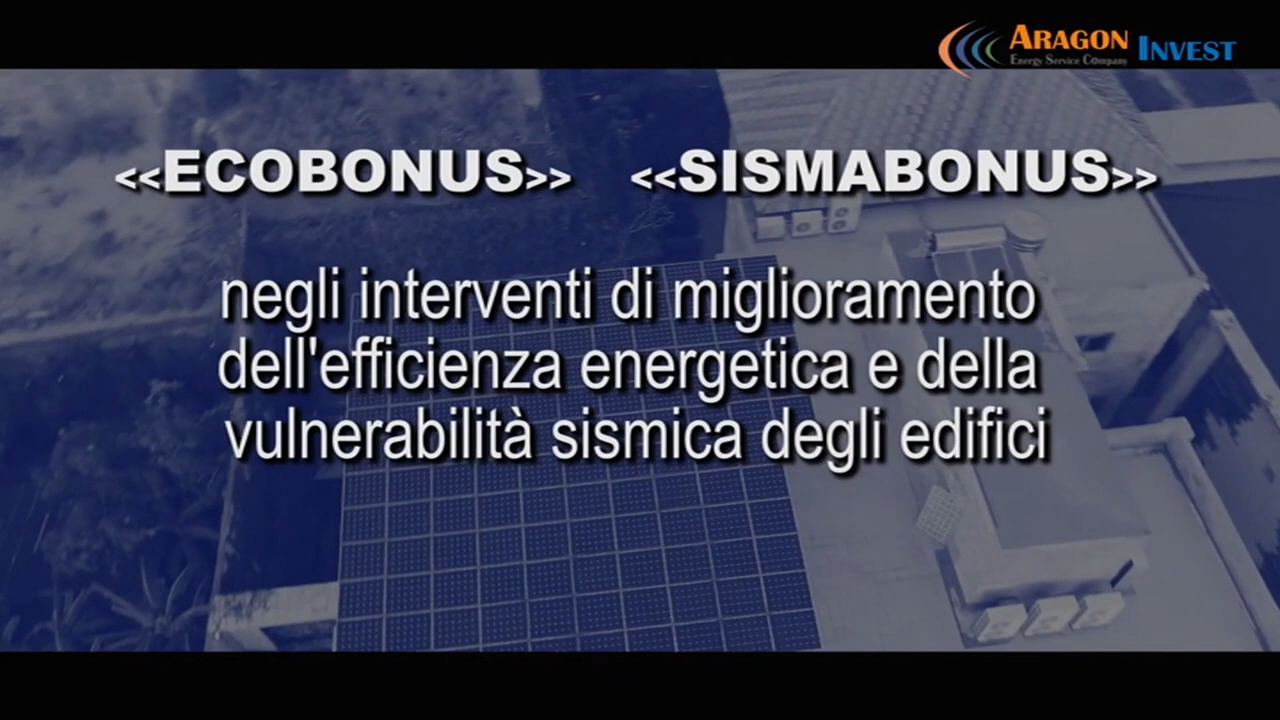 ARAGON INVEST
Energy Service Company
<<ECOBONUS>> <<SISMABONUS>>
negli interventi di miglioramento
dell'efficienza energetica e della
vulnerabilità sismica degli edifici